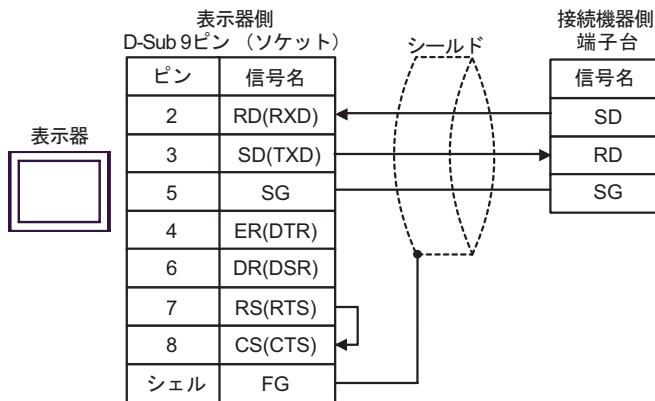 表示器側
D-Sub 9ピン （ソケット）
シールド
接続機器側
端子台
ピン 信号名
信号名
2 RD(RXD)
SD
表示器
3 SD(TXD)
RD
5 SG
SG
4 ER(DTR)
6 DR(DSR)
7 RS(RTS)
8 CS(CTS)
シェル FG